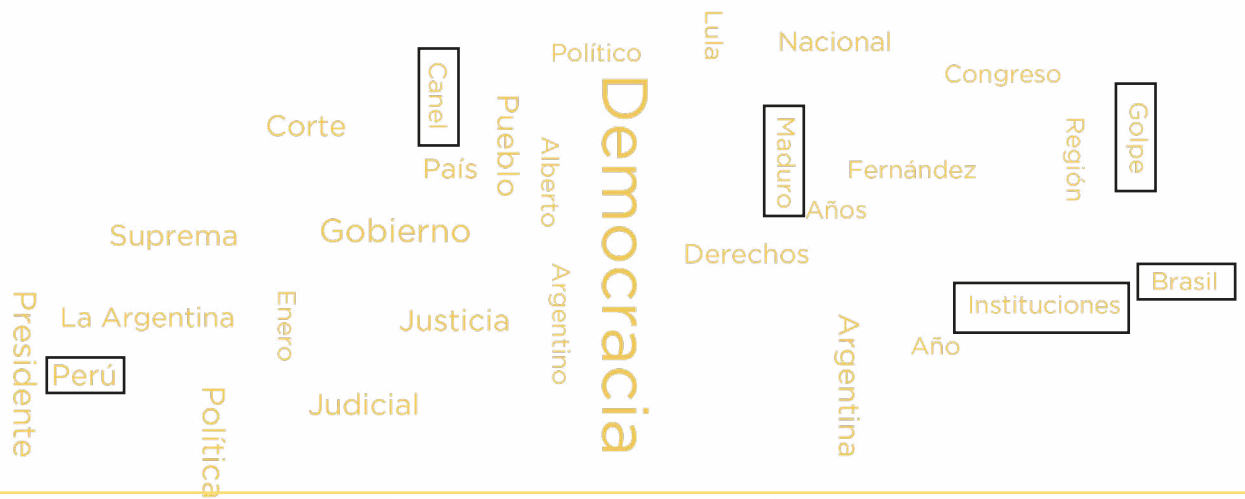 Lula
Nacional
Político
Congreso
Canel
Democracia
Golpe
Pueblo
Corte
Maduro
Región
Alberto
País
Fernández
Años
Suprema
Gobierno
Derechos
Argentino
Brasil
Instituciones
Presidente
La Argentina
Enero
Justicia
Argentina
Año
Perú
Política
Judicial